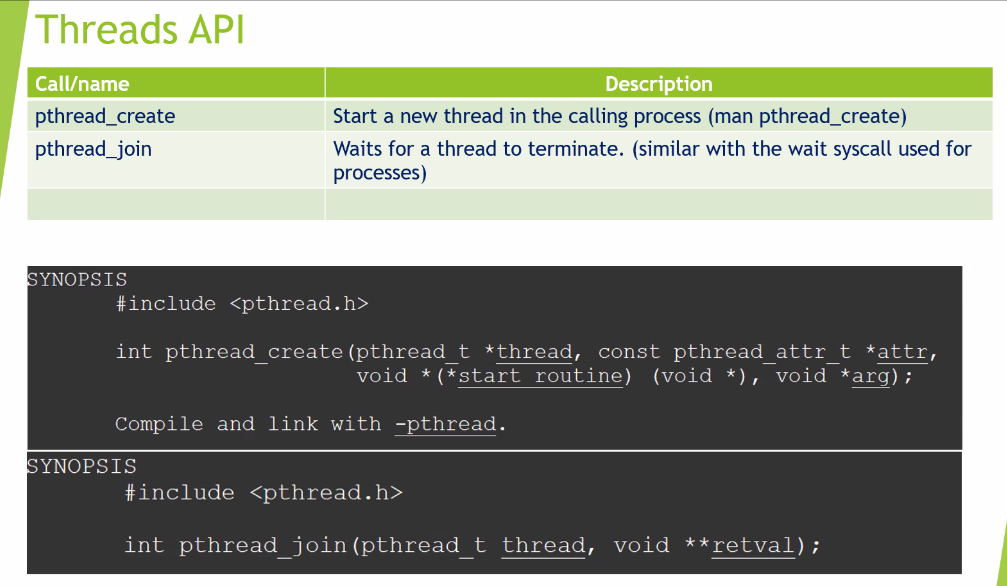 Threads API
Call/name Description
pthread_create Start a new thread in the calling process (man pthread_create)
pthread_join Waits for a thread to terminate. (similar with the wait syscall used for
processes)
SYNOPSIS
#include <pthread.h>
int pthread_create(pthread_t *thread, const pthread_attr_t *attr,
void *(*start routine) (void *), void *arg);
Compile and link with -pthread.
SYNOPSIS
#include <pthread.h>
int pthread_join(pthread_t thread, void **retval);